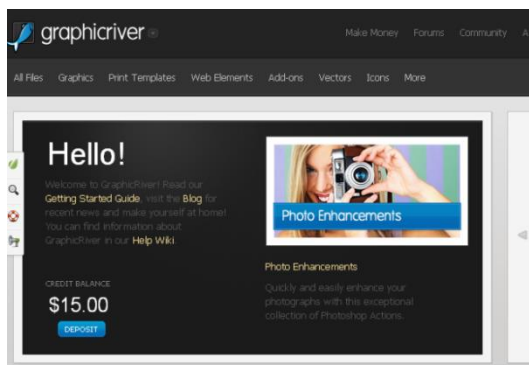 graphicriver
Make Money Forums Community
All Files Graphics Print Templates Web Elements Add-ons Vectors Icons More
Hello!
Welcome to GraphicRiver! Read our
Getting Started Guide, visit the Blog for
recent news and make yourself at home!
You can find information about
GraphicRiver in our Help Wiki.
CREDIT BALANCE
$15.00
DEPOSIT
Photo Enhancements
Photo Enhancements
Quickly and easily enhance your
photographs with this exceptional
collection of Photoshop Actions.